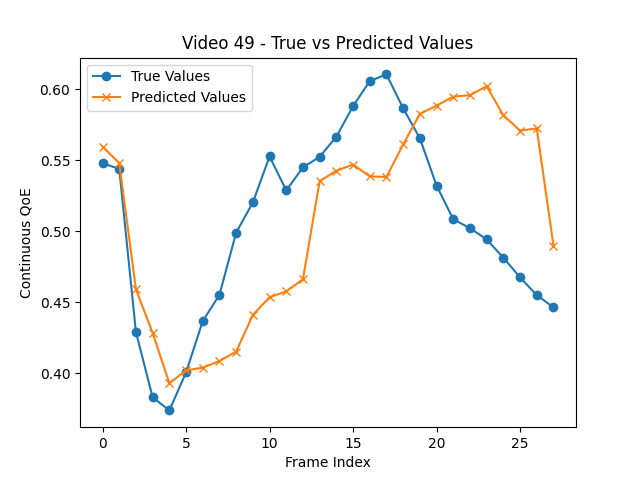 Video 49 - True vs Predicted Values
True Values
Predicted Values
0.60
0.55
0.50
0.45
0.40
Continuous QoE
0 5 10 15 20 25
Frame Index